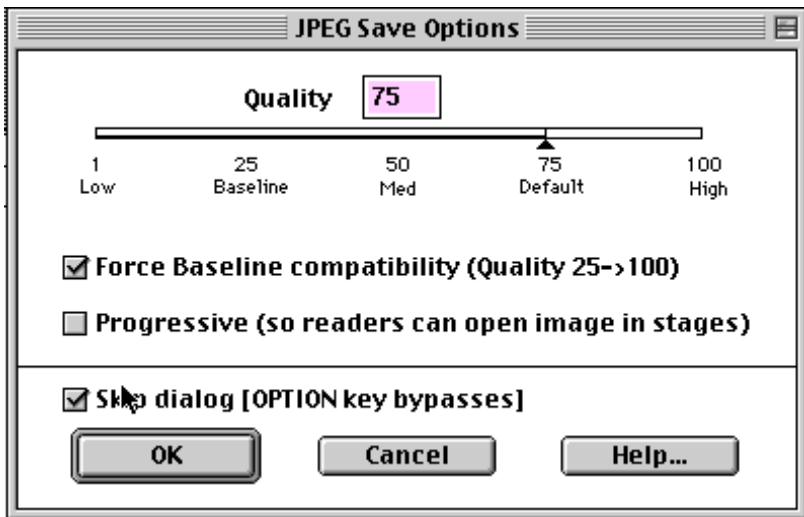 JPEG Save Options
Quality 75
1 25 50 75 100
Low Baseline Med Default High
Force Baseline compatibility (Quality 25->100)
Progressive (so readers can open image in stages)
Skip dialog [OPTION key bypasses]
OK Cancel Help...